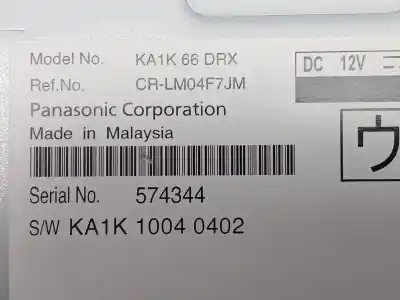 Model No. KA1K 66 DRX
Ref.No. CR-LM04F7JM
DC 12V
Panasonic Corporation
Made in Malaysia
ウ
Serial No. 574344
S/W KA1K 1004 0402